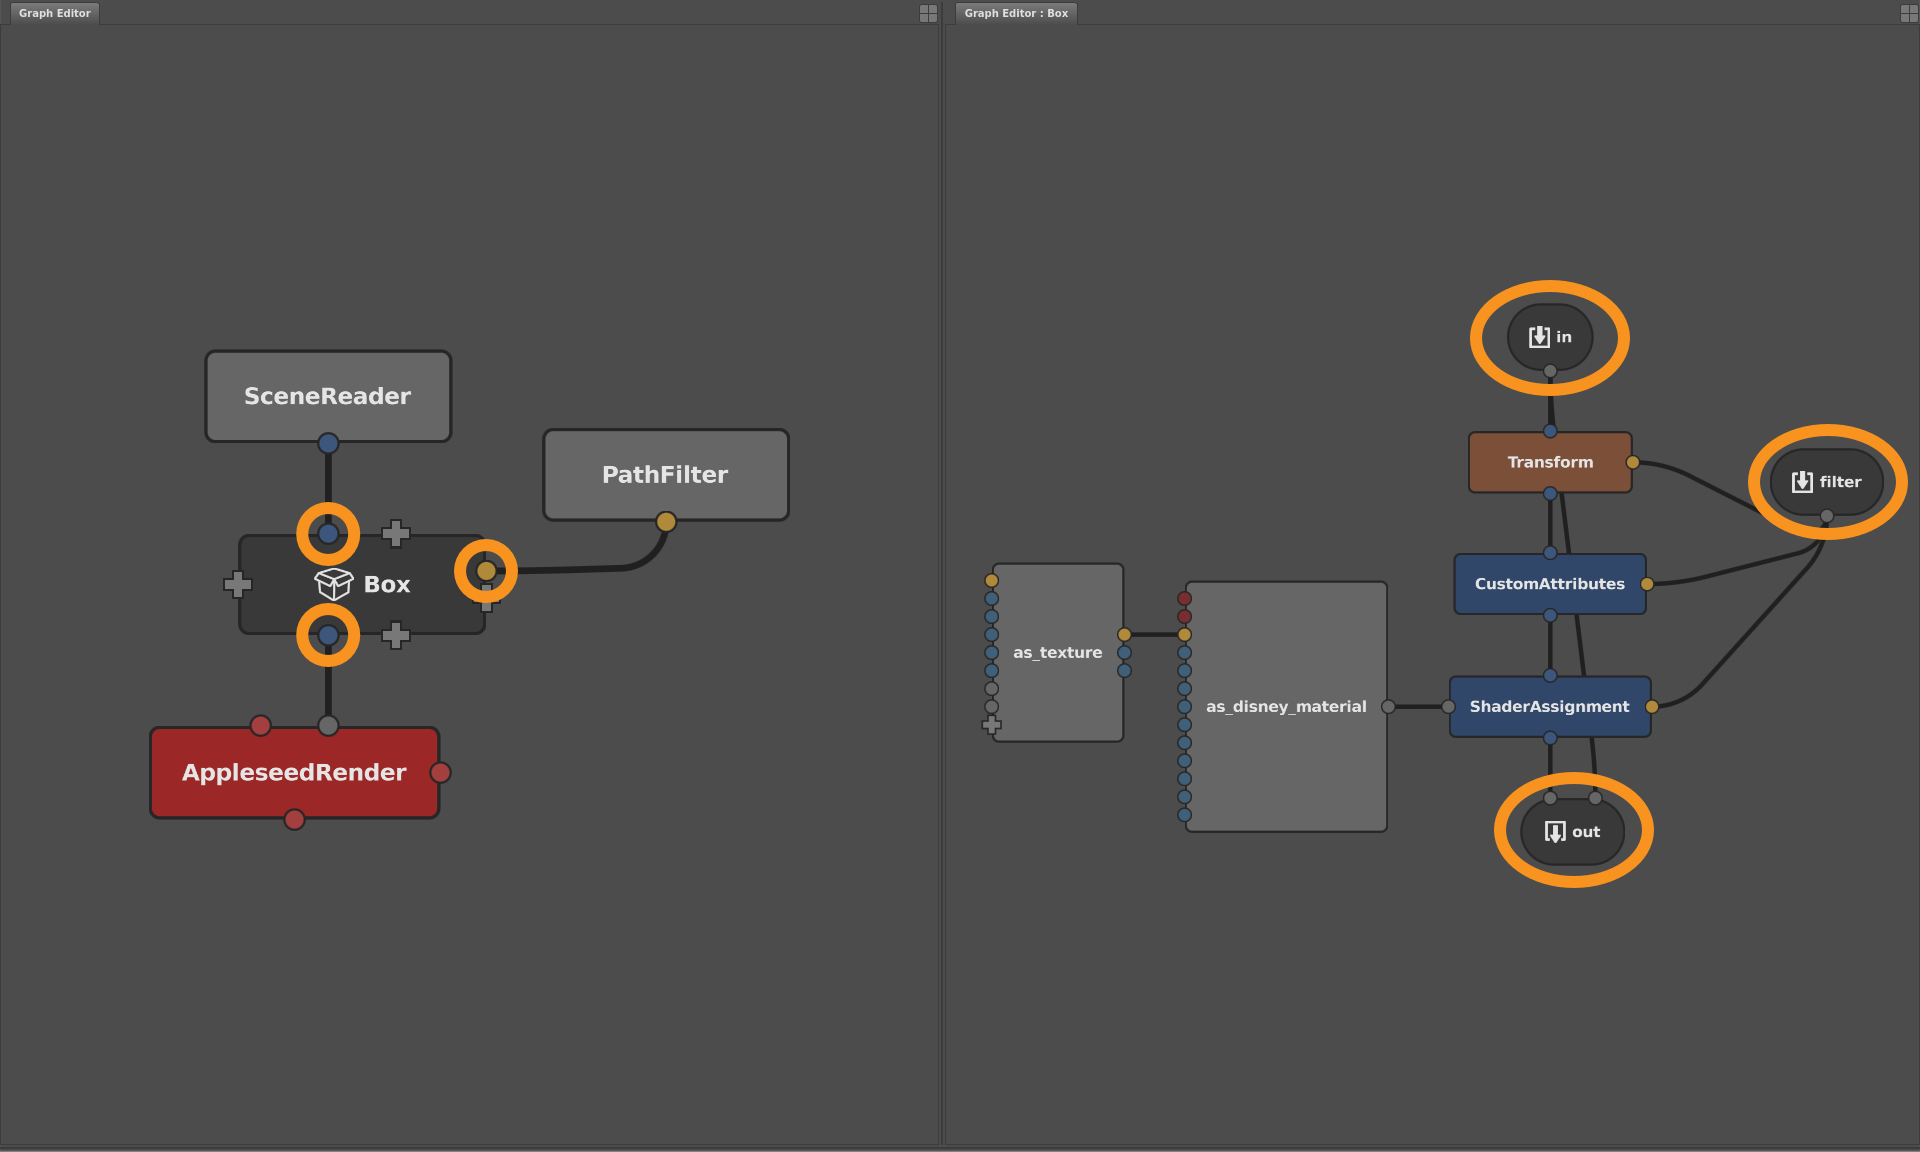 Graph Editor
SceneReader
PathFilter
Box
AppleseedRender
Graph Editor : Box
in
Transform
filter
CustomAttributes
as_texture
as_disney_material
ShaderAssignment
out